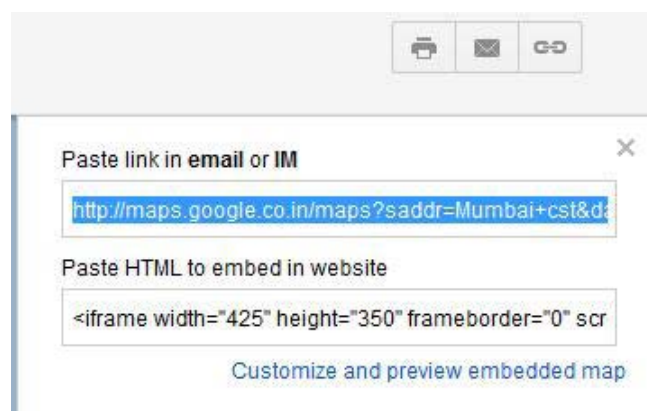 Paste link in email or IM
http://maps.google.co.in/maps?saddr=Mumbai+cst&da
Paste HTML to embed in website
<iframe width="425" height="350" frameborder="0" scr
Customize and preview embedded map